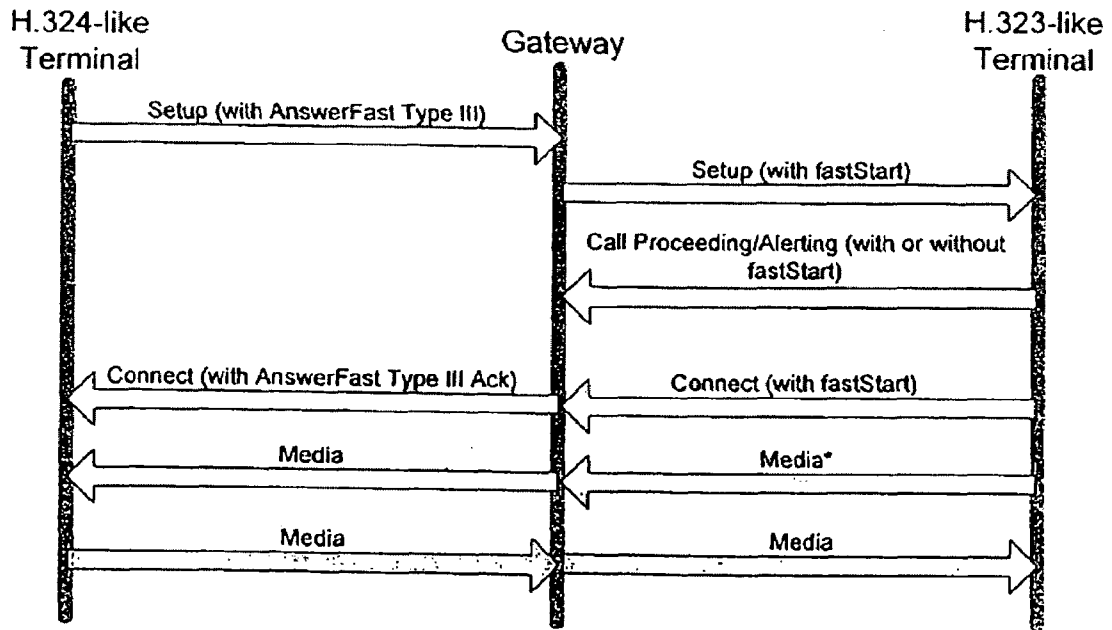 H.324-like
Terminal
Gateway
H.323-like
Terminal
Setup (with AnswerFast Type III)
Setup (with fastStart)
Call Proceeding/Alerting (with or without
fastStart)
Connect (with AnswerFast Type III Ack)
Connect (with fastStart)
Media
Media*
Media
Media